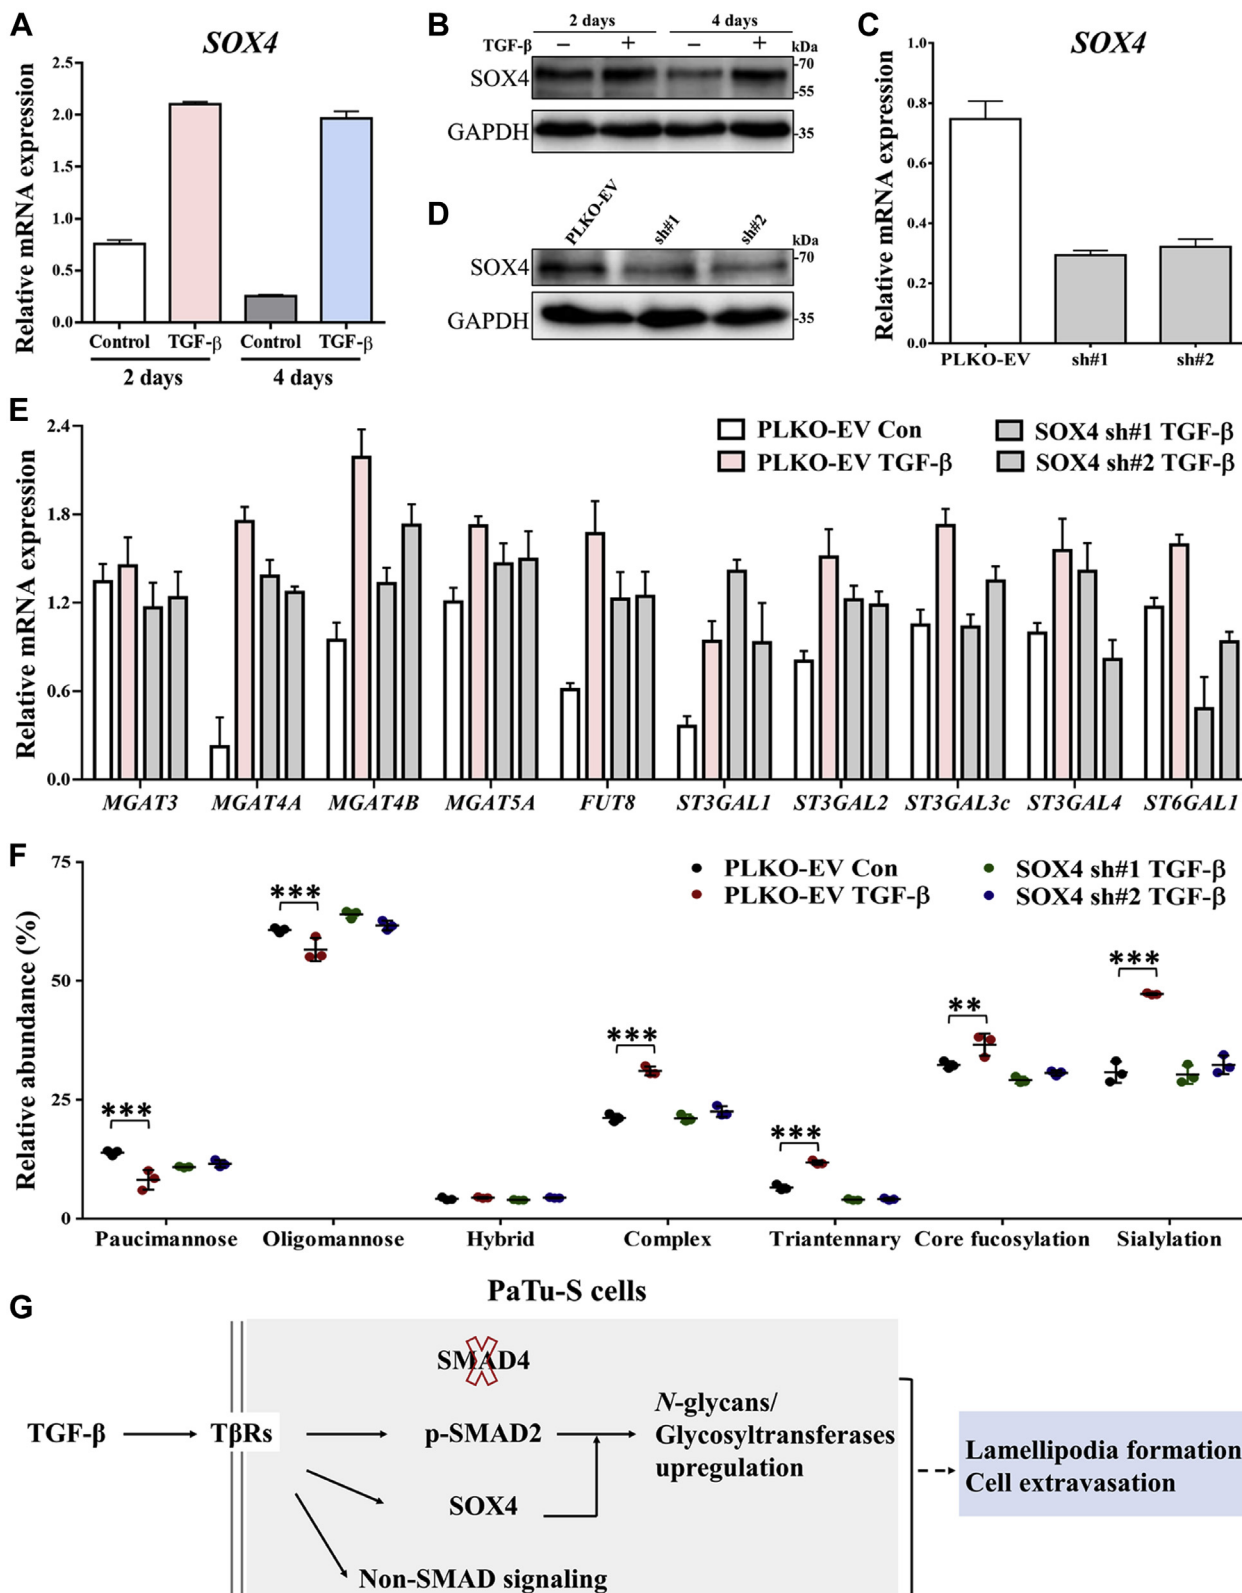 A
SOX4
Relative mRNA expression
2.5
2.0
1.5
1.0
0.5
0.0
Control TGF-β Control TGF-β
2 days 4 days
B
2 days 4 days
TGF-β − + − + kDa
SOX4
-70
-55
GAPDH
-35
C
SOX4
Relative mRNA expression
1.0
0.8
0.6
0.4
0.2
0.0
PLKO-EV sh#1 sh#2
D
PLKO-EV sh#1 sh#2
kDa
SOX4
-70
GAPDH
-35
E
Relative mRNA expression
2.4
1.8
1.2
0.6
0.0
PLKO-EV Con
PLKO-EV TGF-β
SOX4 sh#1 TGF-β
SOX4 sh#2 TGF-β
MGAT3 MGAT4A MGAT4B MGAT5A FUT8 ST3GAL1 ST3GAL2 ST3GAL3c ST3GAL4 ST6GAL1
F
Relative abundance (%)
75
50
25
0
PLKO-EV Con
PLKO-EV TGF-β
SOX4 sh#1 TGF-β
SOX4 sh#2 TGF-β
***
***
***
***
**
***
Paucimannose Oligomannose Hybrid Complex Triantennary Core fucosylation Sialylation
G
PaTu-S cells
SMAD4
TGF-β
TβRs
p-SMAD2
SOX4
Non-SMAD signaling
N-glycans/
Glycosyltransferases
upregulation
Lamellipodia formation
Cell extravasation